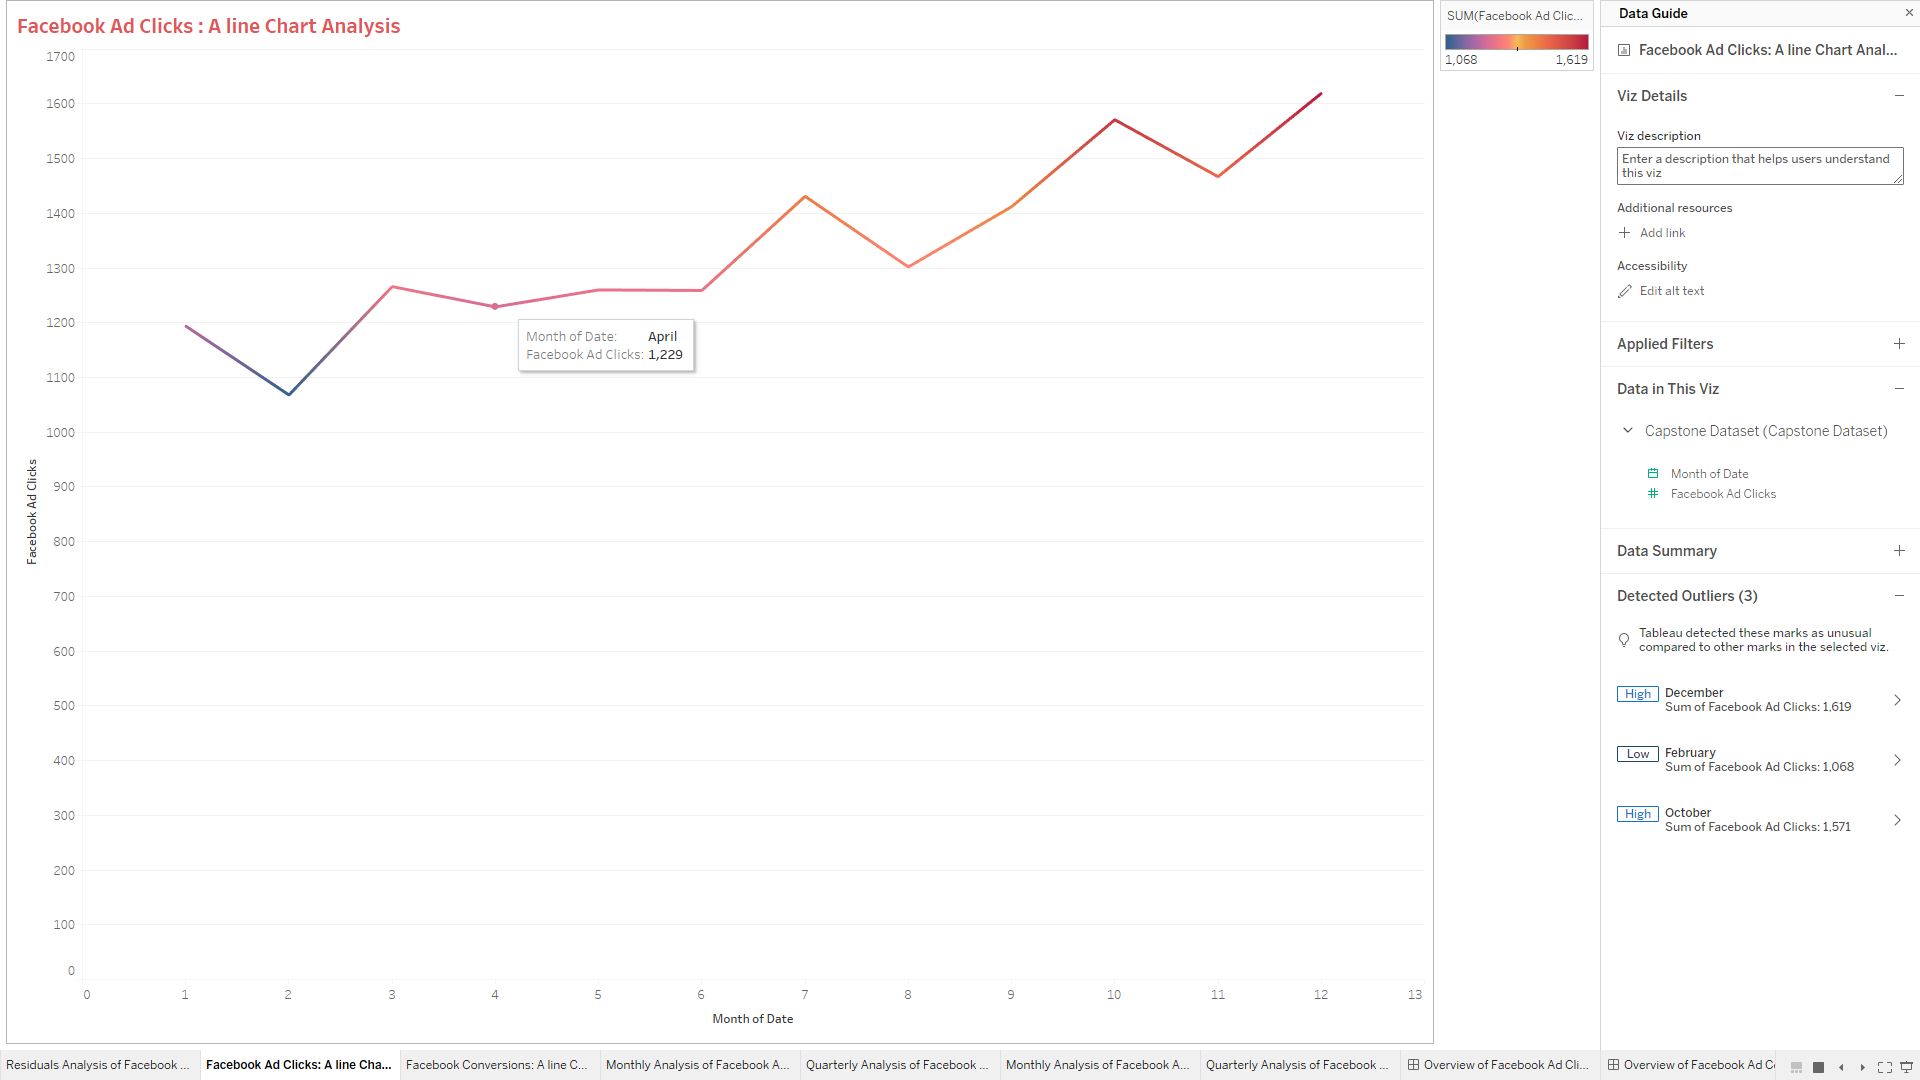 Facebook Ad Clicks : A line Chart Analysis
1700
1600
1500
1400
1300
1200
1100
1000
900
800
700
600
500
400
300
200
100
0
Facebook Ad Clicks
0 1 2 3 4 5 6 7 8 9 10 11 12 13
Month of Date
Month of Date: April
Facebook Ad Clicks: 1,229
SUM(Facebook Ad Clic...
1,068 1,619
Data Guide
Facebook Ad Clicks: A line Chart Anal...
Viz Details
Viz description
Enter a description that helps users understand
this viz
Additional resources
Add link
Accessibility
Edit alt text
Applied Filters
Data in This Viz
Capstone Dataset (Capstone Dataset)
Month of Date
Facebook Ad Clicks
Data Summary
Detected Outliers (3)
Tableau detected these marks as unusual
compared to other marks in the selected viz.
High December
Sum of Facebook Ad Clicks: 1,619
Low February
Sum of Facebook Ad Clicks: 1,068
High October
Sum of Facebook Ad Clicks: 1,571
Residuals Analysis of Facebook ... Facebook Ad Clicks: A line Cha... Facebook Conversions: A line C... Monthly Analysis of Facebook A... Quarterly Analysis of Facebook ... Monthly Analysis of Facebook A... Quarterly Analysis of Facebook ... Overview of Facebook Ad Cli... Overview of Facebook Ad C